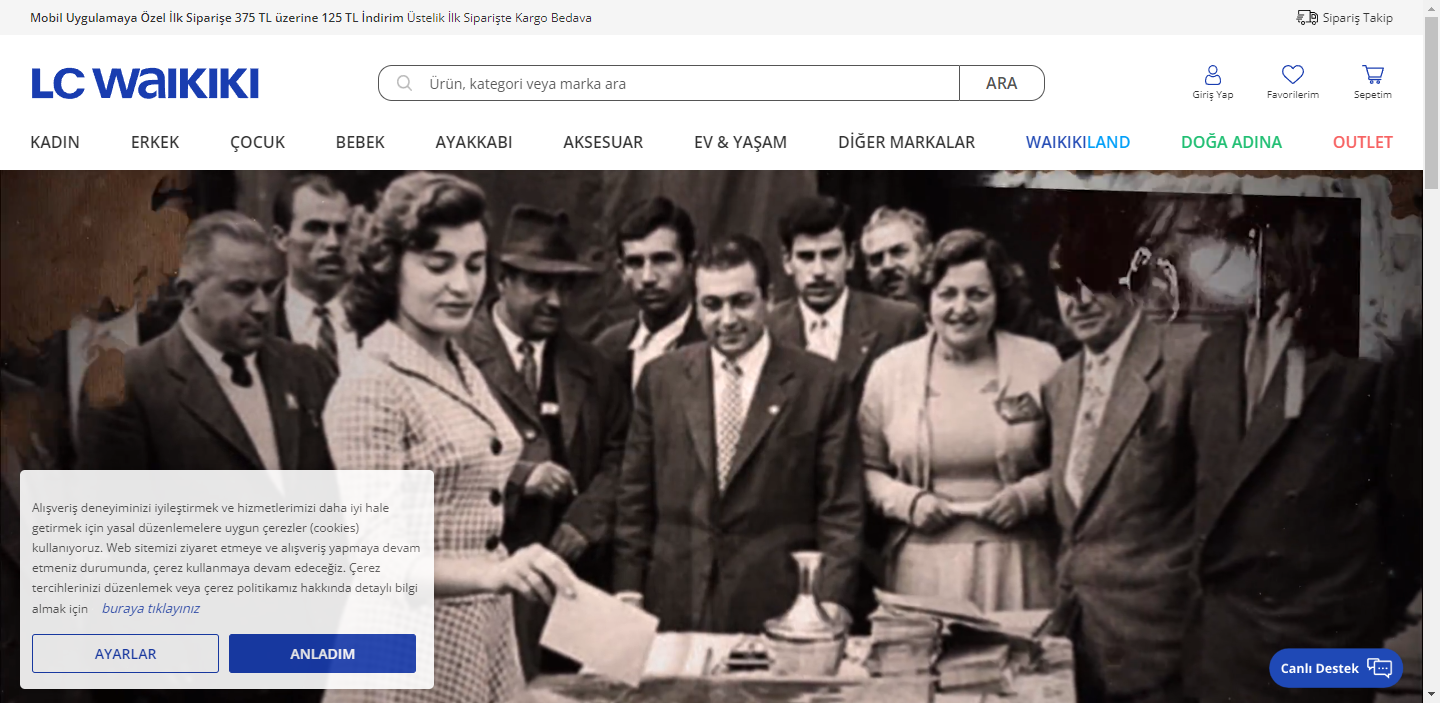 Mobil Uygulamaya Özel İlk Siparişe 375 TL üzerine 125 TL İndirim Üstelik İlk Siparişte Kargo Bedava
Sipariş Takip
LC WAIKIKI
Ürün, kategori veya marka ara
ARA
Giriş Yap
Favorilerim
Sepetim
KADIN
ERKEK
ÇOCUK
BEBEK
AYAKKABI
AKSESUAR
EV & YAŞAM
DİĞER MARKALAR
WAIKIKILAND
DOĞA ADINA
OUTLET
Alışveriş deneyiminizi iyileştirmek ve hizmetlerimizi daha iyi hale
getirmek için yasal düzenlemelere uygun çerezler (cookies)
kullanıyoruz. Web sitemizi ziyaret etmeye ve alışveriş yapmaya devam
etmeniz durumunda, çerez kullanmaya devam edeceğiz. Çerez
tercihlerinizi düzenlemek veya çerez politikamız hakkında detaylı bilgi
almak için buraya tıklayınız
AYARLAR
ANLADIM
Canlı Destek